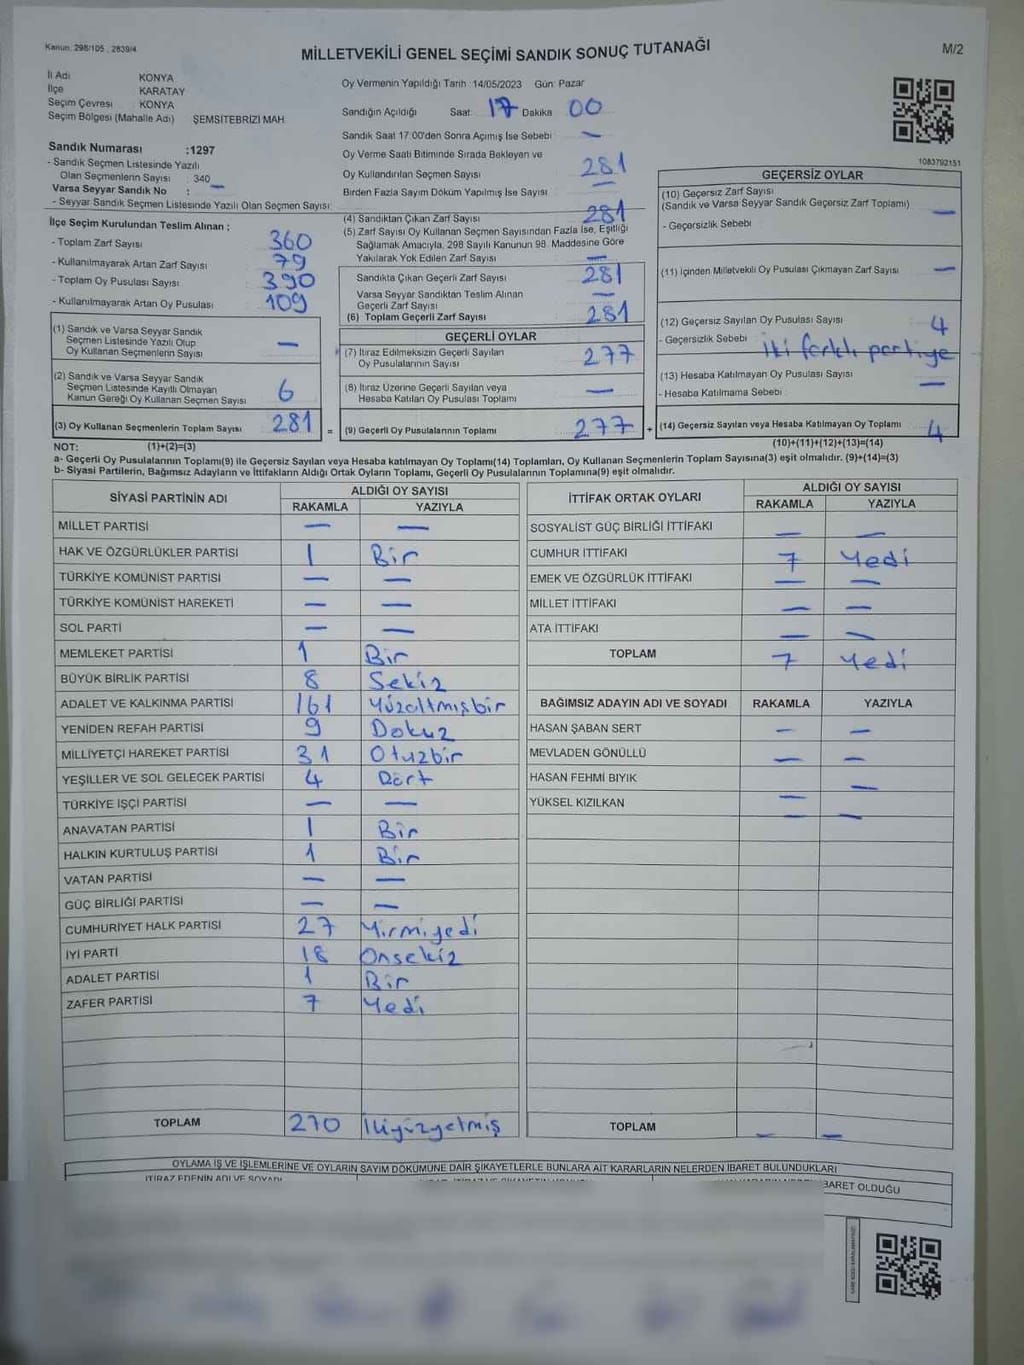 Kanun: 298/105, 2839/4
MİLLETVEKİLİ GENEL SEÇİMİ SANDIK SONUÇ TUTANAĞI
M/2
İl Adı KONYA
İlçe KARATAY
Seçim Çevresi KONYA
Seçim Bölgesi (Mahalle Adı) ŞEMSİTEBRİZİ MAH.
Sandık Numarası :1297
- Sandık Seçmen Listesinde Yazılı
Olan Seçmenlerin Sayısı : 340
Varsa Seyyar Sandık No : —
- Seyyar Sandık Seçmen Listesinde Yazılı Olan Seçmen Sayısı:
İlçe Seçim Kurulundan Teslim Alınan :
- Toplam Zarf Sayısı 360
- Kullanılmayarak Artan Zarf Sayısı 79
- Toplam Oy Pusulası Sayısı 390
- Kullanılmayarak Artan Oy Pusulası 109
(1) Sandık ve Varsa Seyyar Sandık
Seçmen Listesinde Yazılı Olup
Oy Kullanan Seçmenlerin Sayısı —
(2) Sandık ve Varsa Seyyar Sandık
Seçmen Listesinde Kayıtlı Olmayan
Kanun Gereği Oy Kullanan Seçmen Sayısı 6
(3) Oy Kullanan Seçmenlerin Toplam Sayısı 281 =
Oy Vermenin Yapıldığı Tarih :14/05/2023 Gün: Pazar
Sandığın Açıldığı Saat: 17 Dakika 00
Sandık Saat 17:00'den Sonra Açımış İse Sebebi —
Oy Verme Saati Bitiminde Sırada Bekleyen ve
Oy Kullandırılan Seçmen Sayısı 281
Birden Fazla Sayım Döküm Yapılmış İse Sayısı —
(4) Sandıktan Çıkan Zarf Sayısı 281
(5) Zarf Sayısı Oy Kullanan Seçmen Sayısından Fazla İse, Eşitliği
Sağlamak Amacıyla, 298 Sayılı Kanunun 98. Maddesine Göre
Yakılarak Yok Edilen Zarf Sayısı —
Sandıkta Çıkan Geçerli Zarf Sayısı 281
Varsa Seyyar Sandıktan Teslim Alınan
Geçerli Zarf Sayısı —
(6) Toplam Geçerli Zarf Sayısı 281
GEÇERLİ OYLAR
(7) İtiraz Edilmeksizin Geçerli Sayılan
Oy Pusulalarının Sayısı 277
(8) İtiraz Üzerine Geçerli Sayılan veya
Hesaba Katılan Oy Pusulası Toplamı —
(9) Geçerli Oy Pusulalarının Toplamı 277 +
1083792151
GEÇERSİZ OYLAR
(10) Geçersiz Zarf Sayısı
(Sandık ve Varsa Seyyar Sandık Geçersiz Zarf Toplamı) —
- Geçersizlik Sebebi
(11) İçinden Milletvekili Oy Pusulası Çıkmayan Zarf Sayısı —
(12) Geçersiz Sayılan Oy Pusulası Sayısı 4
- Geçersizlik Sebebi iki farklı partiye
(13) Hesaba Katılmayan Oy Pusulası Sayısı —
- Hesaba Katılmama Sebebi
(14) Geçersiz Sayılan veya Hesaba Katılmayan Oy Toplamı 4
NOT: (1)+(2)=(3) (10)+(11)+(12)+(13)=(14)
a- Geçerli Oy Pusulalarının Toplamı(9) ile Geçersiz Sayılan veya Hesaba katılmayan Oy Toplamı(14) Toplamları, Oy Kullanan Seçmenlerin Toplam Sayısına(3) eşit olmalıdır. (9)+(14)=(3)
b- Siyasi Partilerin, Bağımsız Adayların ve İttifakların Aldığı Ortak Oyların Toplamı, Geçerli Oy Pusulalarının Toplamına(9) eşit olmalıdır.
SİYASİ PARTİNİN ADI ALDIĞI OY SAYISI
RAKAMLA YAZIYLA
MİLLET PARTİSİ — —
HAK VE ÖZGÜRLÜKLER PARTİSİ 1 Bir
TÜRKİYE KOMÜNİST PARTİSİ — —
TÜRKİYE KOMÜNİST HAREKETİ — —
SOL PARTİ — —
MEMLEKET PARTİSİ 1 Bir
BÜYÜK BİRLİK PARTİSİ 8 Sekiz
ADALET VE KALKINMA PARTİSİ 161 Yüzaltmışbir
YENİDEN REFAH PARTİSİ 9 Dokuz
MİLLİYETÇİ HAREKET PARTİSİ 31 Otuzbir
YEŞİLLER VE SOL GELECEK PARTİSİ 4 Dört
TÜRKİYE İŞÇİ PARTİSİ — —
ANAVATAN PARTİSİ 1 Bir
HALKIN KURTULUŞ PARTİSİ 1 Bir
VATAN PARTİSİ — —
GÜÇ BİRLİĞİ PARTİSİ — —
CUMHURİYET HALK PARTİSİ 27 Yirmiyedi
İYİ PARTİ 18 Onsekiz
ADALET PARTİSİ 1 Bir
ZAFER PARTİSİ 7 Yedi
TOPLAM 270 İkiyüzyetmiş
İTTİFAK ORTAK OYLARI ALDIĞI OY SAYISI
RAKAMLA YAZIYLA
SOSYALİST GÜÇ BİRLİĞİ İTTİFAKI — —
CUMHUR İTTİFAKI 7 Yedi
EMEK VE ÖZGÜRLÜK İTTİFAKI — —
MİLLET İTTİFAKI — —
ATA İTTİFAKI — —
TOPLAM 7 Yedi
BAĞIMSIZ ADAYIN ADI VE SOYADI RAKAMLA YAZIYLA
HASAN ŞABAN SERT — —
MEVLADEN GÖNÜLLÜ — —
HASAN FEHMİ BIYIK — —
YÜKSEL KIZILKAN — —
TOPLAM — —
OYLAMA İŞ VE İŞLEMLERİNE VE OYLARIN SAYIM DÖKÜMÜNE DAİR ŞİKAYETLERLE BUNLARA AİT KARARLARIN NELERDEN İBARET BULUNDUKLARI
İTİRAZ EDENİN ADI VE SOYADI
İBARET OLDUĞU